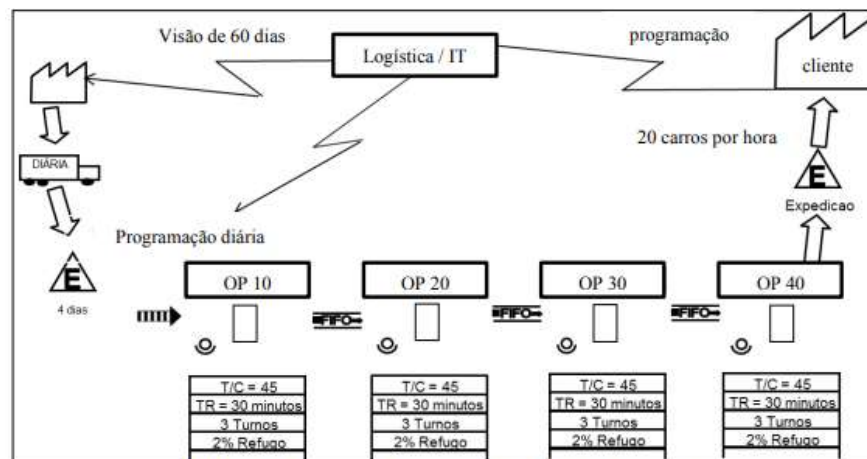 Visão de 60 dias
programação
Logística / IT
cliente
20 carros por hora
DIÁRIA
E
Expedicao
Programação diária
E
4 dias
OP 10
OP 20
OP 30
OP 40
FIFO
FIFO
FIFO
T/C = 45
TR = 30 minutos
3 Turnos
2% Refugo
T/C = 45
TR = 30 minutos
3 Turnos
2% Refugo
T/C = 45
TR = 30 minutos
3 Turnos
2% Refugo
T/C = 45
TR = 30 minutos
3 Turnos
2% Refugo